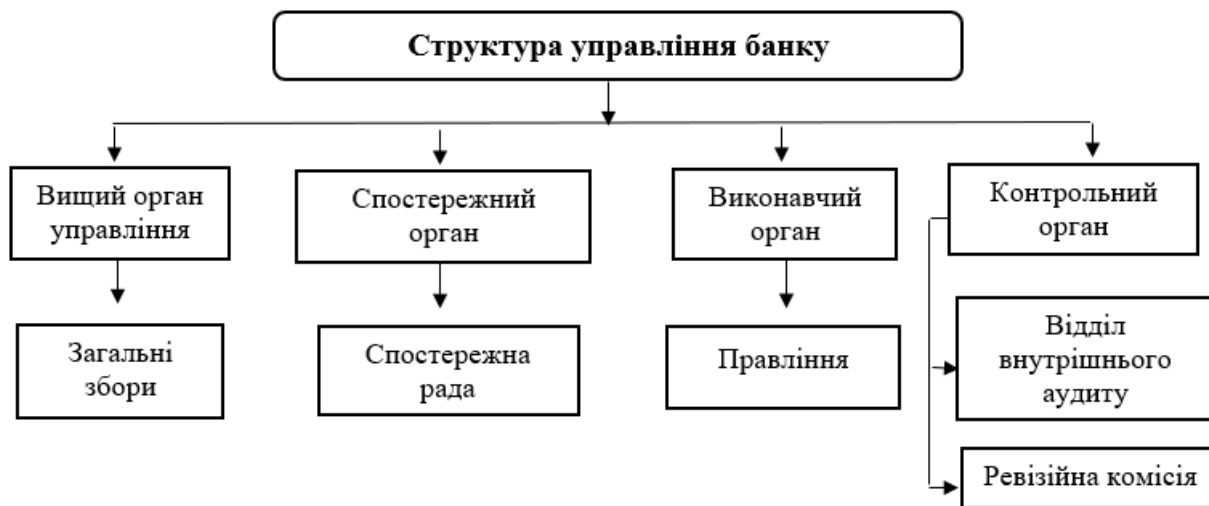 Структура управління банку
Вищий орган
управління
Спостережний
орган
Виконавчий
орган
Контрольний
орган
Загальні
збори
Спостережна
рада
Правління
Відділ
внутрішнього
аудиту
Ревізійна комісія